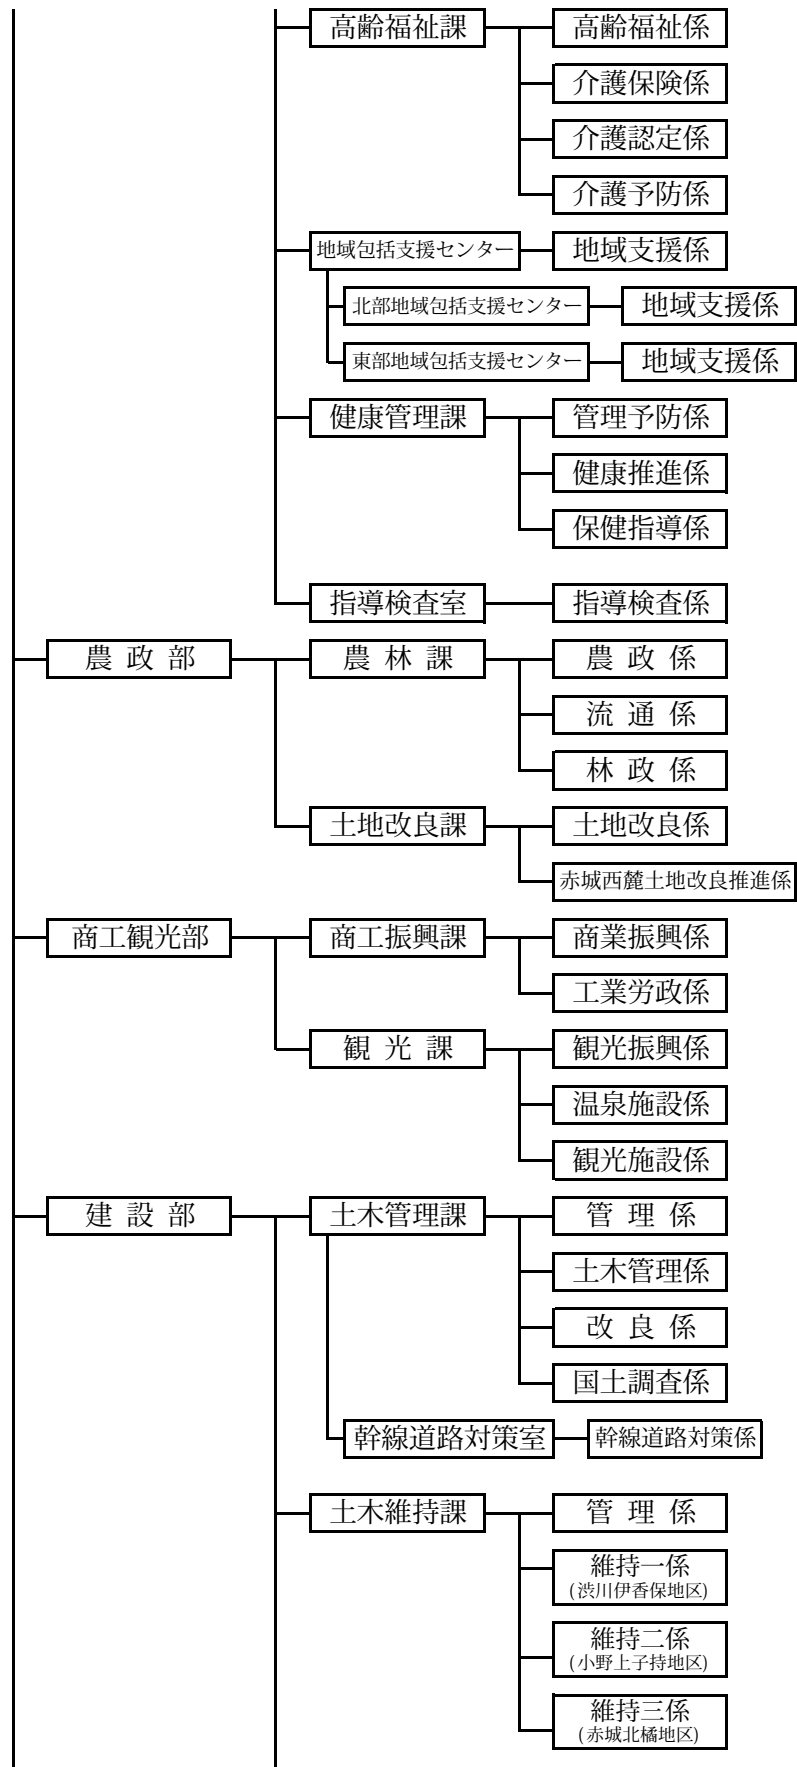 高齢福祉課 高齢福祉係
介護保険係
介護認定係
介護予防係
地域包括支援センター 地域支援係
北部地域包括支援センター 地域支援係
東部地域包括支援センター 地域支援係
健康管理課 管理予防係
健康推進係
保健指導係
指導検査室 指導検査係
農政部 農林課 農政係
流通係
林政係
土地改良課 土地改良係
赤城西麓土地改良推進係
商工観光部 商工振興課 商業振興係
工業労政係
観光課 観光振興係
温泉施設係
観光施設係
建設部 土木管理課 管理係
土木管理係
改良係
国土調査係
幹線道路対策室 幹線道路対策係
土木維持課 管理係
維持一係
(渋川伊香保地区)
維持二係
(小野上子持地区)
維持三係
(赤城北橘地区)